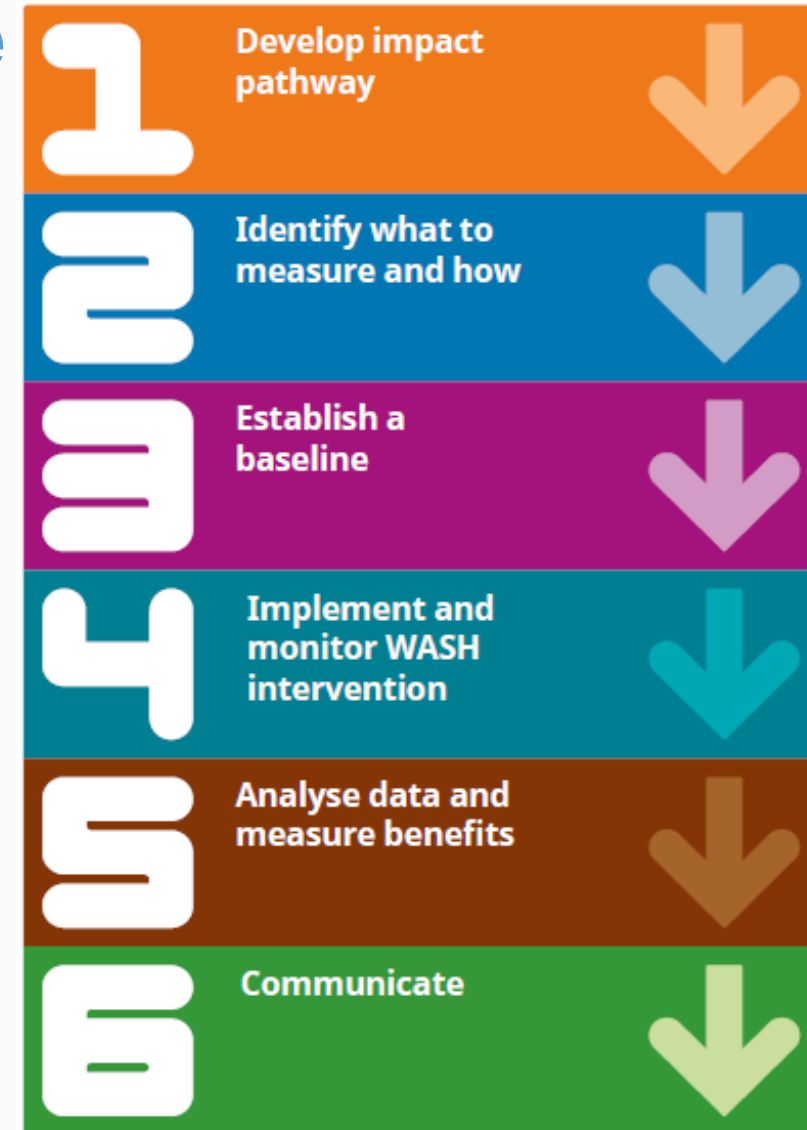 e
1
Develop impact
pathway
2
Identify what to
measure and how
3
Establish a
baseline
4
Implement and
monitor WASH
intervention
5
Analyse data and
measure benefits
6
Communicate